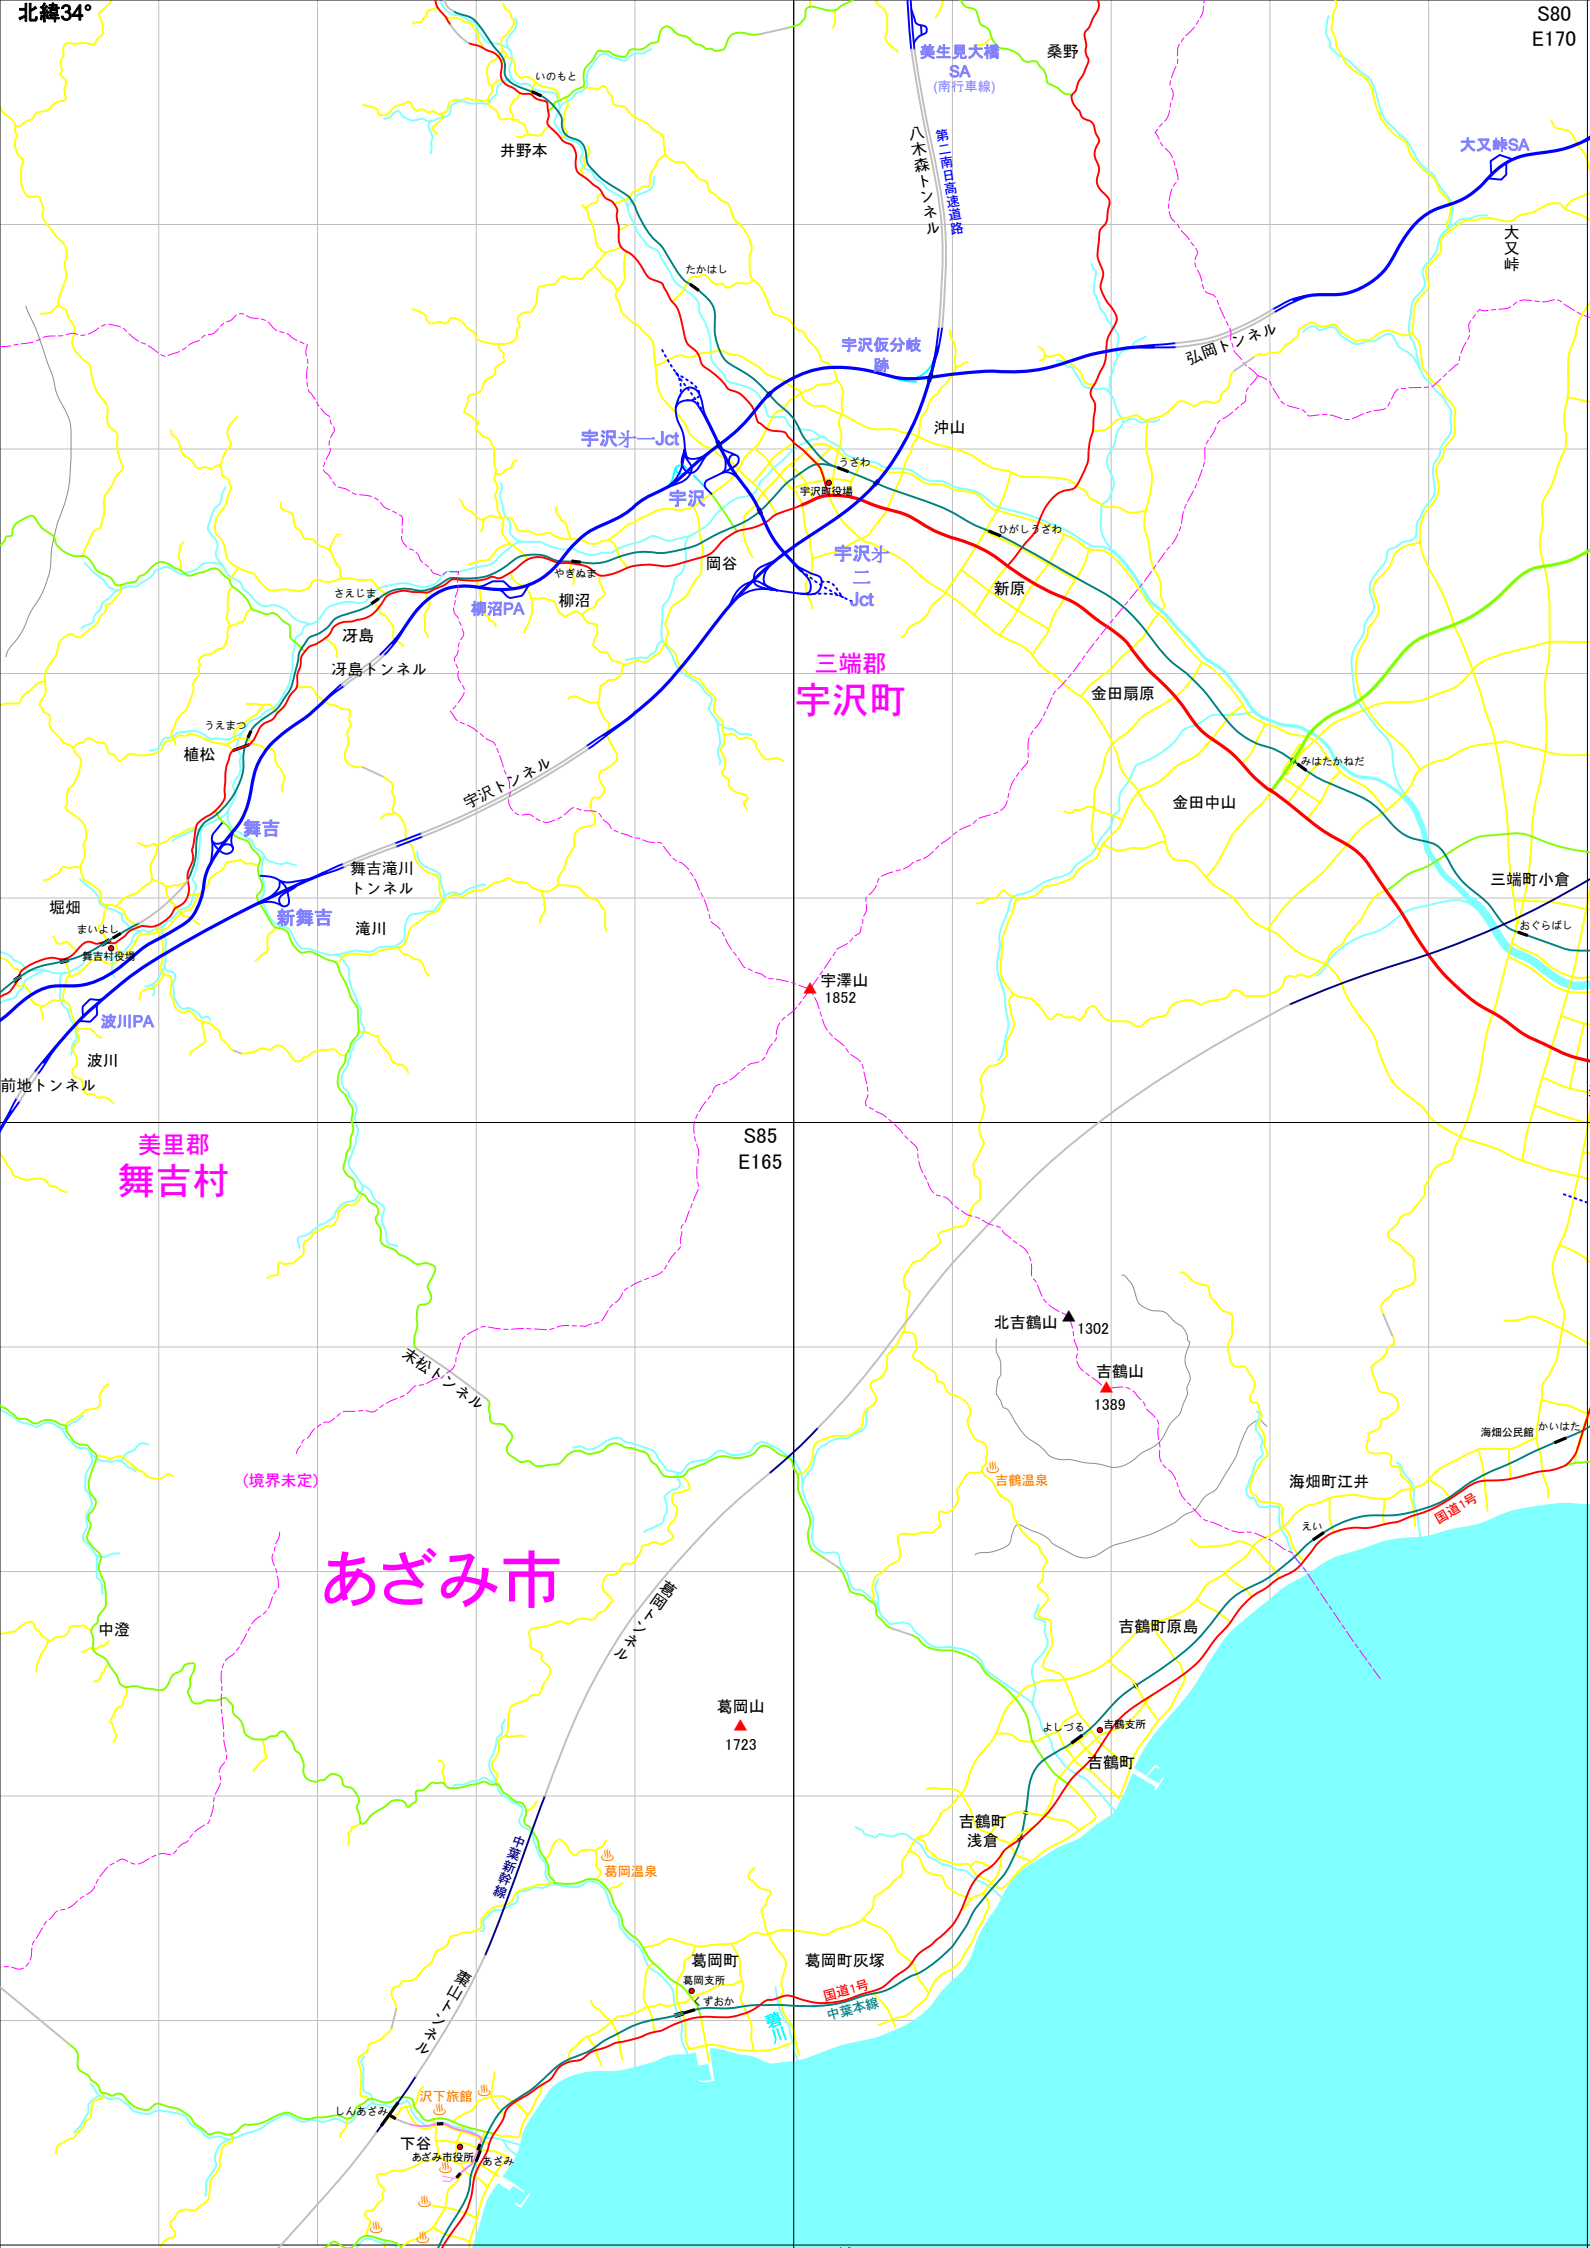 北緯34°
S80
E170
いのもと
井野本
桑野
美生見大橋
SA
(南行車線)
八木森トンネル
第二南日高速道路
大又峠SA
大又峠
たかはし
宇沢仮分岐
跡
弘岡トンネル
沖山
宇沢㐧一Jct
宇沢
うざわ
宇沢町役場
ひがしうざわ
宇沢㐧
二
Jct
岡谷
やぎぬま
柳沼
柳沼PA
新原
さえじま
冴島
冴島トンネル
三端郡
宇沢町
金田扇原
うえまつ
植松
みはたかねだ
金田中山
宇沢トンネル
舞吉
舞吉滝川
トンネル
三端町小倉
堀畑
まいよし
舞吉村役場
新舞吉
滝川
おぐらばし
宇澤山
1852
波川PA
波川
前地トンネル
美里郡
舞吉村
S85
E165
北吉鶴山
1302
吉鶴山
1389
末松トンネル
海畑公民館
かいはた
(境界未定)
吉鶴温泉
海畑町江井
国道1号
えい
あざみ市
葛岡トンネル
中澄
吉鶴町原島
葛岡山
1723
よしづる
吉鶴支所
吉鶴町
吉鶴町
浅倉
中葉新幹線
葛岡温泉
葛岡町
葛岡支所
くずおか
葛岡町灰塚
国道1号
中葉本線
碧川
棗山トンネル
沢下旅館
しんあざみ
下谷
あざみ市役所
あざみ